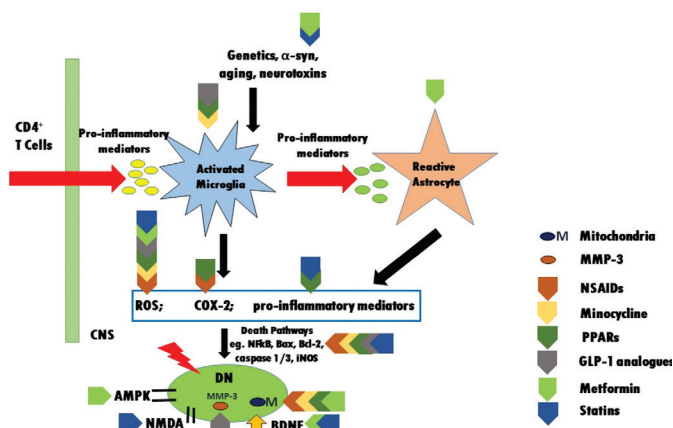 Genetics, α-syn,
aging, neurotoxins
CD4+
T Cells
Pro-inflammatory
mediators
Activated
Microglia
Pro-inflammatory
mediators
Reactive
Astrocyte
ROS; COX-2; pro-inflammatory mediators
CNS
Death Pathways
eg. NFkB, Bax, Bcl-2,
caspase 1/3, iNOS
DN
MMP-3
M
AMPK
NMDA
BDNF
M Mitochondria
MMP-3
NSAIDs
Minocycline
PPARs
GLP-1 analogues
Metformin
Statins